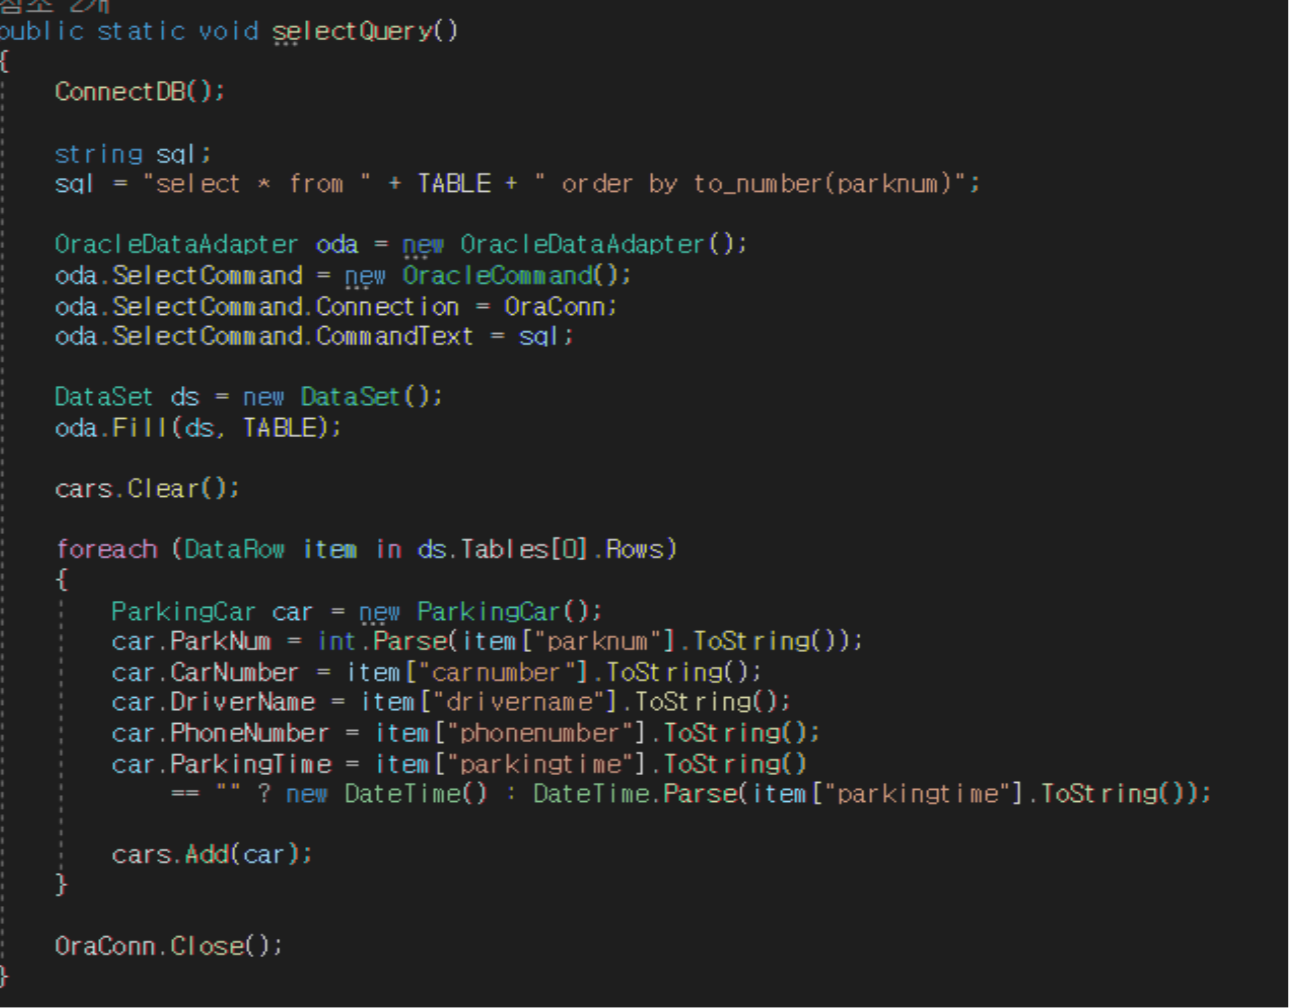 참조 2개
public static void selectQuery()
{
ConnectDB();
string sql;
sql = "select * from " + TABLE + " order by to_number(parknum)";
OracleDataAdapter oda = new OracleDataAdapter();
oda.SelectCommand = new OracleCommand();
oda.SelectCommand.Connection = OraConn;
oda.SelectCommand.CommandText = sql;
DataSet ds = new DataSet();
oda.Fill(ds, TABLE);
cars.Clear();
foreach (DataRow item in ds.Tables[0].Rows)
{
ParkingCar car = new ParkingCar();
car.ParkNum = int.Parse(item["parknum"].ToString());
car.CarNumber = item["carnumber"].ToString();
car.DriverName = item["drivername"].ToString();
car.PhoneNumber = item["phonenumber"].ToString();
car.ParkingTime = item["parkingtime"].ToString()
== "" ? new DateTime() : DateTime.Parse(item["parkingtime"].ToString());
cars.Add(car);
}
OraConn.Close();
}